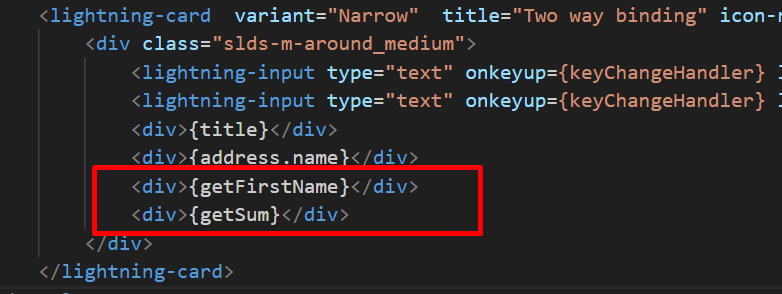 <lightning-card  variant="Narrow"  title="Two way binding" icon-
<div class="slds-m-around_medium">
<lightning-input type="text" onkeyup={keyChangeHandler}
<lightning-input type="text" onkeyup={keyChangeHandler}
<div>{title}</div>
<div>{address.name}</div>
<div>{getFirstName}</div>
<div>{getSum}</div>
</div>
</lightning-card>